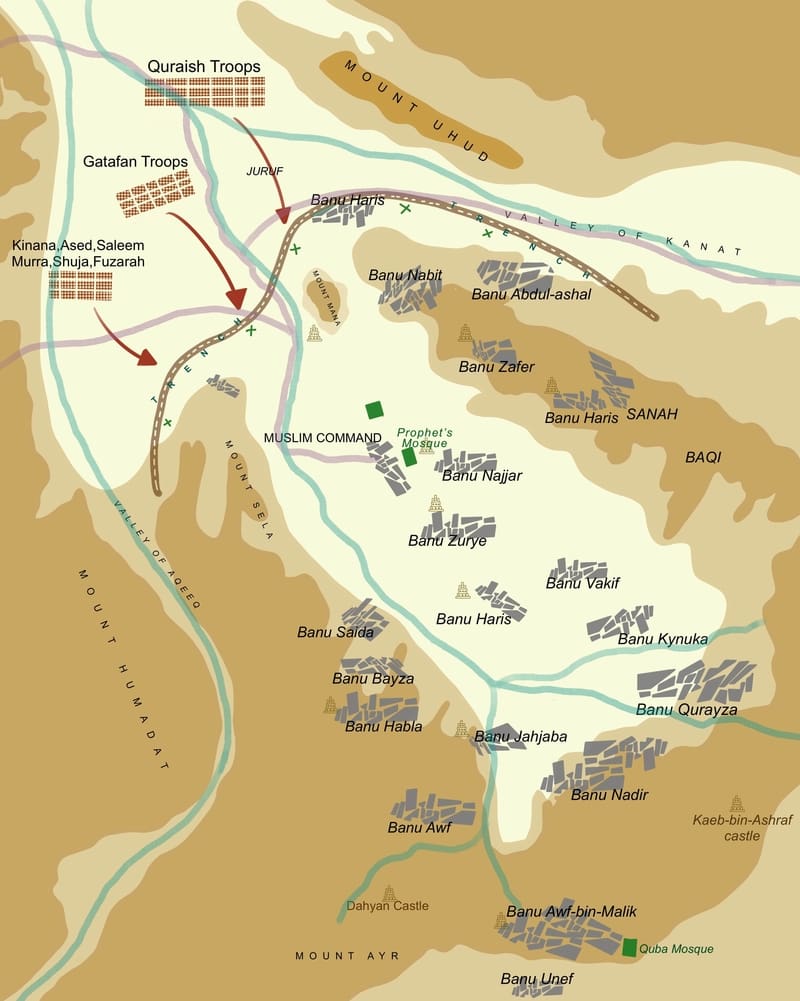 Quraish Troops
MOUNT UHUD
Gatafan Troops
JURUF
Banu Haris
TRENCH
VALLEY OF KANAT
Kinana,Ased,Saleem
Murra,Shuja,Fuzarah
MOUNT MANA
Banu Nabit
Banu Abdul-ashal
TRENCH
Banu Zafer
Banu Haris
SANAH
MUSLIM COMMAND
Prophet's
Mosque
BAQI
MOUNT SELA
Banu Najjar
VALLEY OF AQEEQ
Banu Zurye
MOUNT HUMADAT
Banu Vakif
Banu Haris
Banu Saida
Banu Kynuka
Banu Bayza
Banu Qurayza
Banu Habla
Banu Jahjaba
Banu Nadir
Kaeb-bin-Ashraf
castle
Banu Awf
Dahyan Castle
Banu Awf-bin-Malik
Quba Mosque
MOUNT AYR
Banu Unef